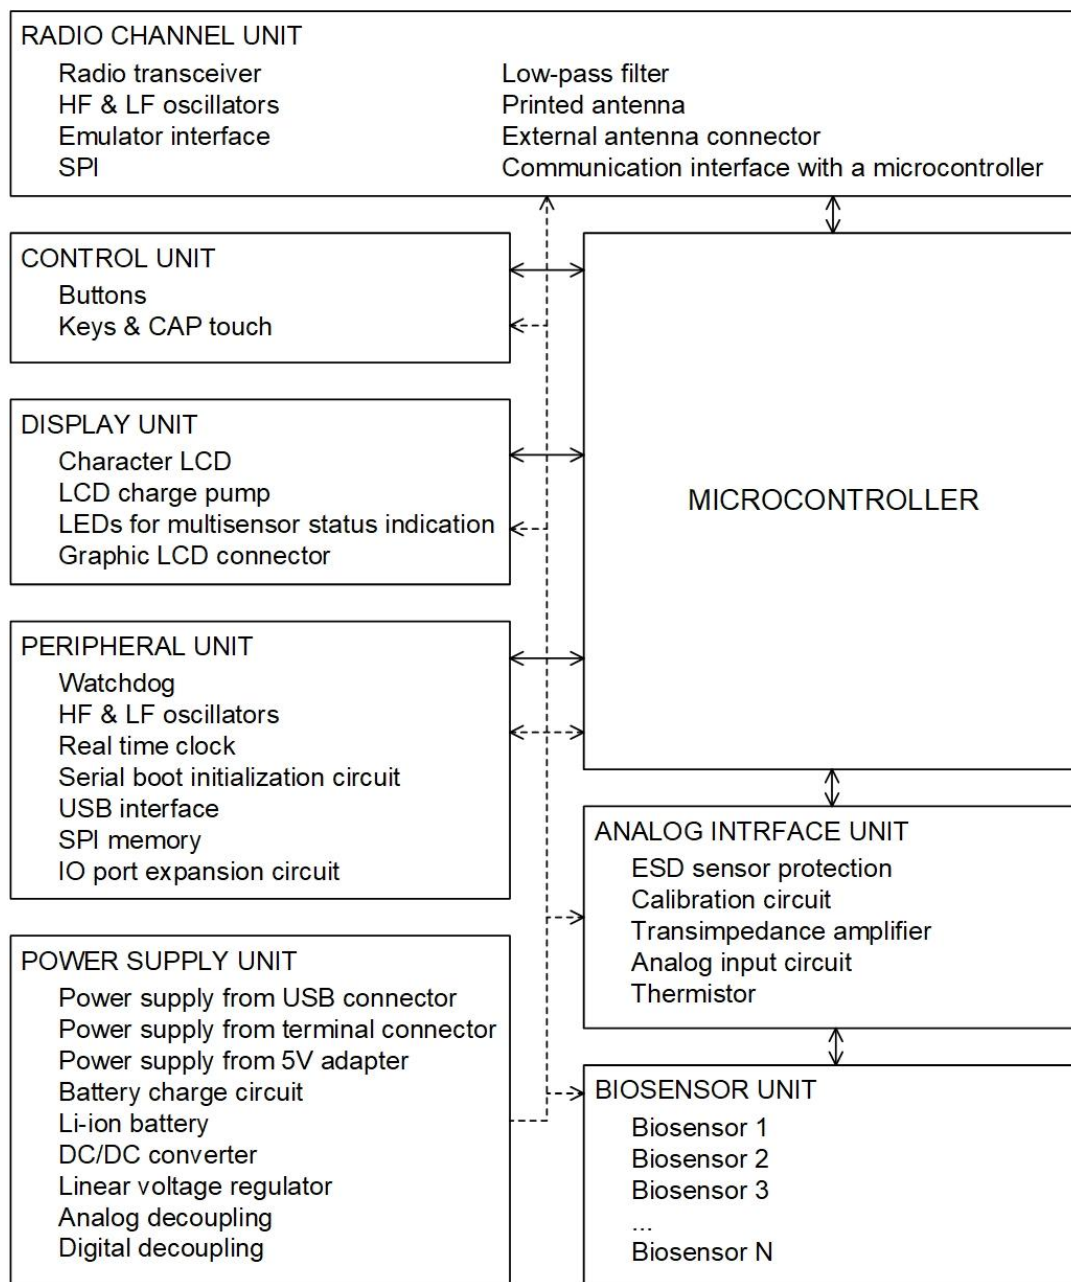 RADIO CHANNEL UNIT
Radio transceiver
HF & LF oscillators
Emulator interface
SPI
Low-pass filter
Printed antenna
External antenna connector
Communication interface with a microcontroller
CONTROL UNIT
Buttons
Keys & CAP touch
DISPLAY UNIT
Character LCD
LCD charge pump
LEDs for multisensor status indication
Graphic LCD connector
PERIPHERAL UNIT
Watchdog
HF & LF oscillators
Real time clock
Serial boot initialization circuit
USB interface
SPI memory
IO port expansion circuit
POWER SUPPLY UNIT
Power supply from USB connector
Power supply from terminal connector
Power supply from 5V adapter
Battery charge circuit
Li-ion battery
DC/DC converter
Linear voltage regulator
Analog decoupling
Digital decoupling
MICROCONTROLLER
ANALOG INTRFACE UNIT
ESD sensor protection
Calibration circuit
Transimpedance amplifier
Analog input circuit
Thermistor
BIOSENSOR UNIT
Biosensor 1
Biosensor 2
Biosensor 3
...
Biosensor N